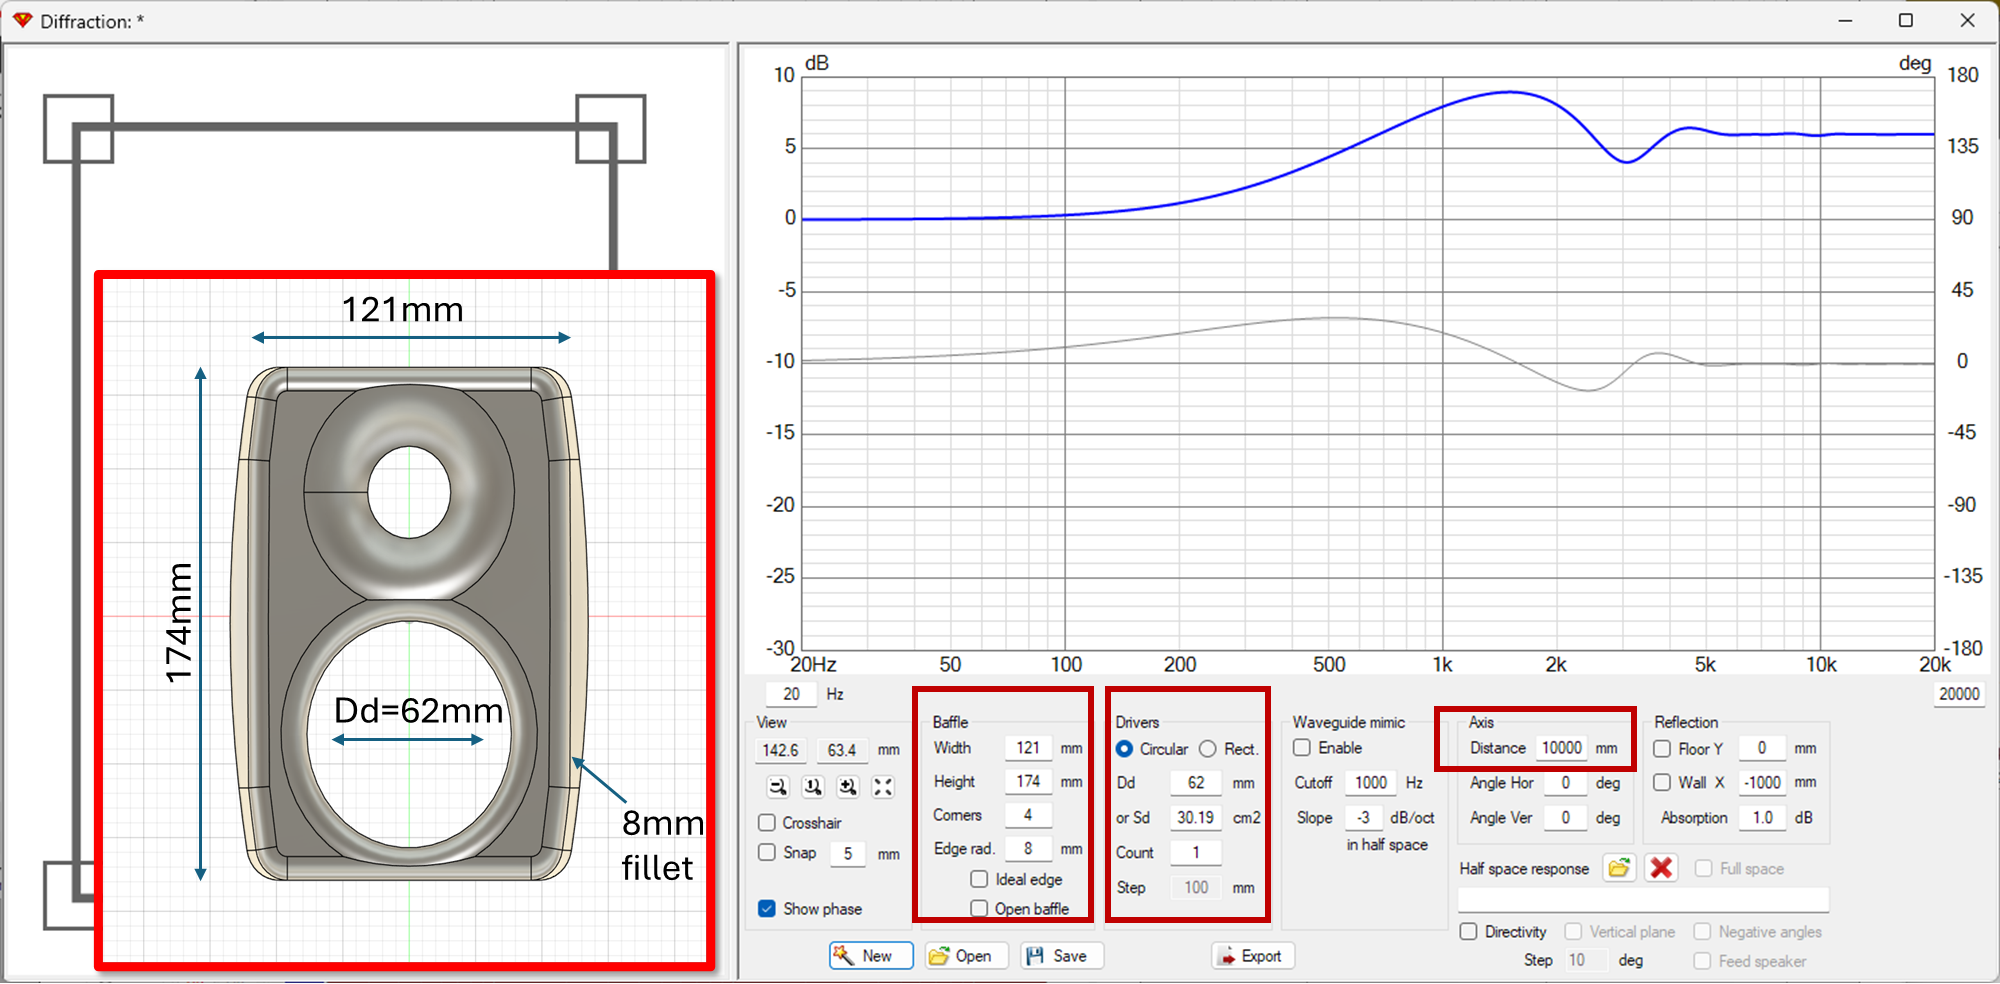 Diffraction: *
121mm
174mm
Dd=62mm
8mm
fillet
dB
deg
10
5
0
-5
-10
-15
-20
-25
-30
180
135
90
45
0
-45
-90
-135
-180
20Hz 50 100 200 500 1k 2k 5k 10k 20k
20 Hz
20000
View
142.6 63.4 mm
Crosshair
Snap 5 mm
Show phase
Baffle
Width 121 mm
Height 174 mm
Corners 4
Edge rad. 8 mm
Ideal edge
Open baffle
Drivers
Circular Rect.
Dd 62 mm
or Sd 30.19 cm2
Count 1
Step 100 mm
Waveguide mimic
Enable
Cutoff 1000 Hz
Slope -3 dB/oct
in half space
Axis
Distance 10000 mm
Angle Hor 0 deg
Angle Ver 0 deg
Reflection
Floor Y 0 mm
Wall X -1000 mm
Absorption 1.0 dB
Half space response Full space
Directivity Vertical plane Negative angles
Step 10 deg Feed speaker
New Open Save Export